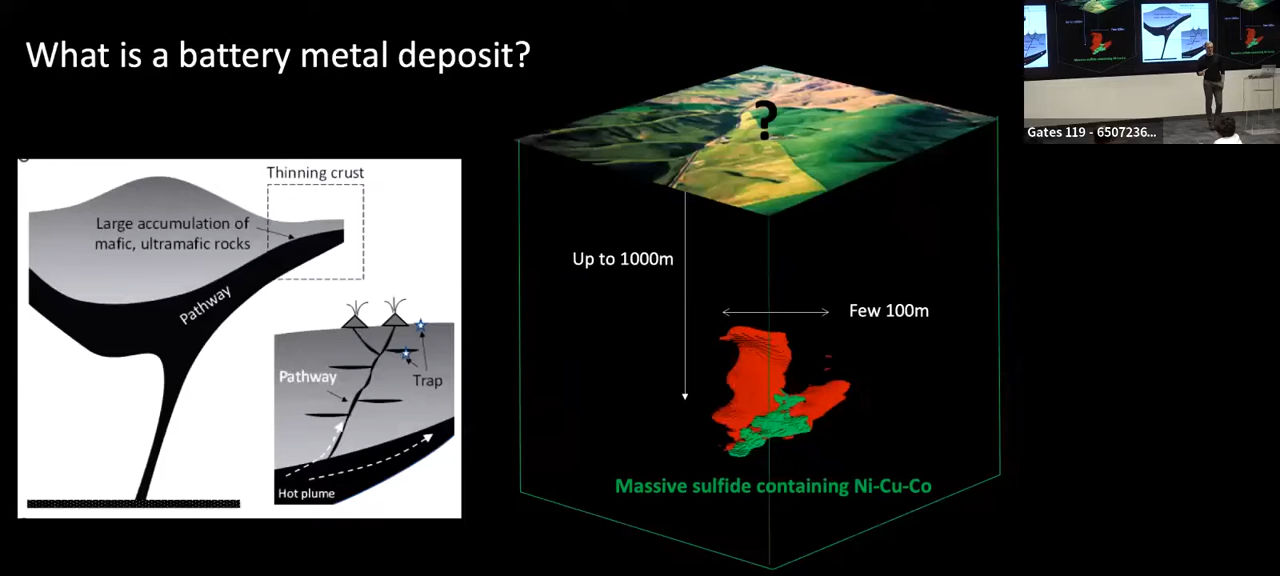 What is a battery metal deposit?
Thinning crust
Large accumulation of
mafic, ultramafic rocks
Pathway
Pathway
Trap
Hot plume
?
Up to 1000m
Few 100m
Massive sulfide containing Ni-Cu-Co
Gates 119 - 6507236...